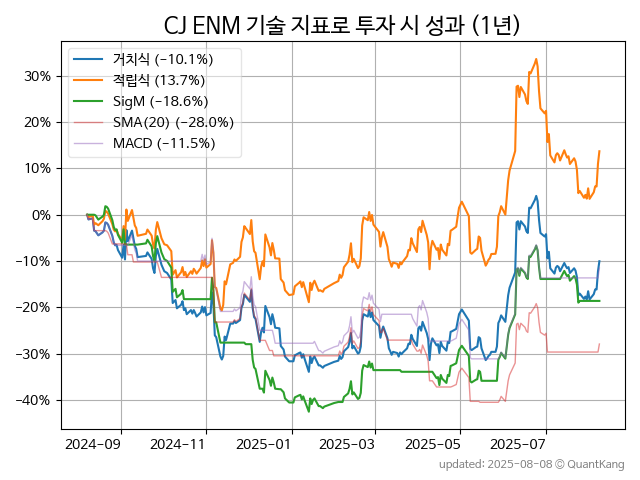 CJ ENM 기술 지표로 투자 시 성과 (1년)
거치식 (−10.1%)
적립식 (13.7%)
SigM (−18.6%)
SMA(20) (−28.0%)
MACD (−11.5%)
30%
20%
10%
0%
−10%
−20%
−30%
−40%
2024-09 2024-11 2025-01 2025-03 2025-05 2025-07
updated: 2025-08-08 © QuantKang